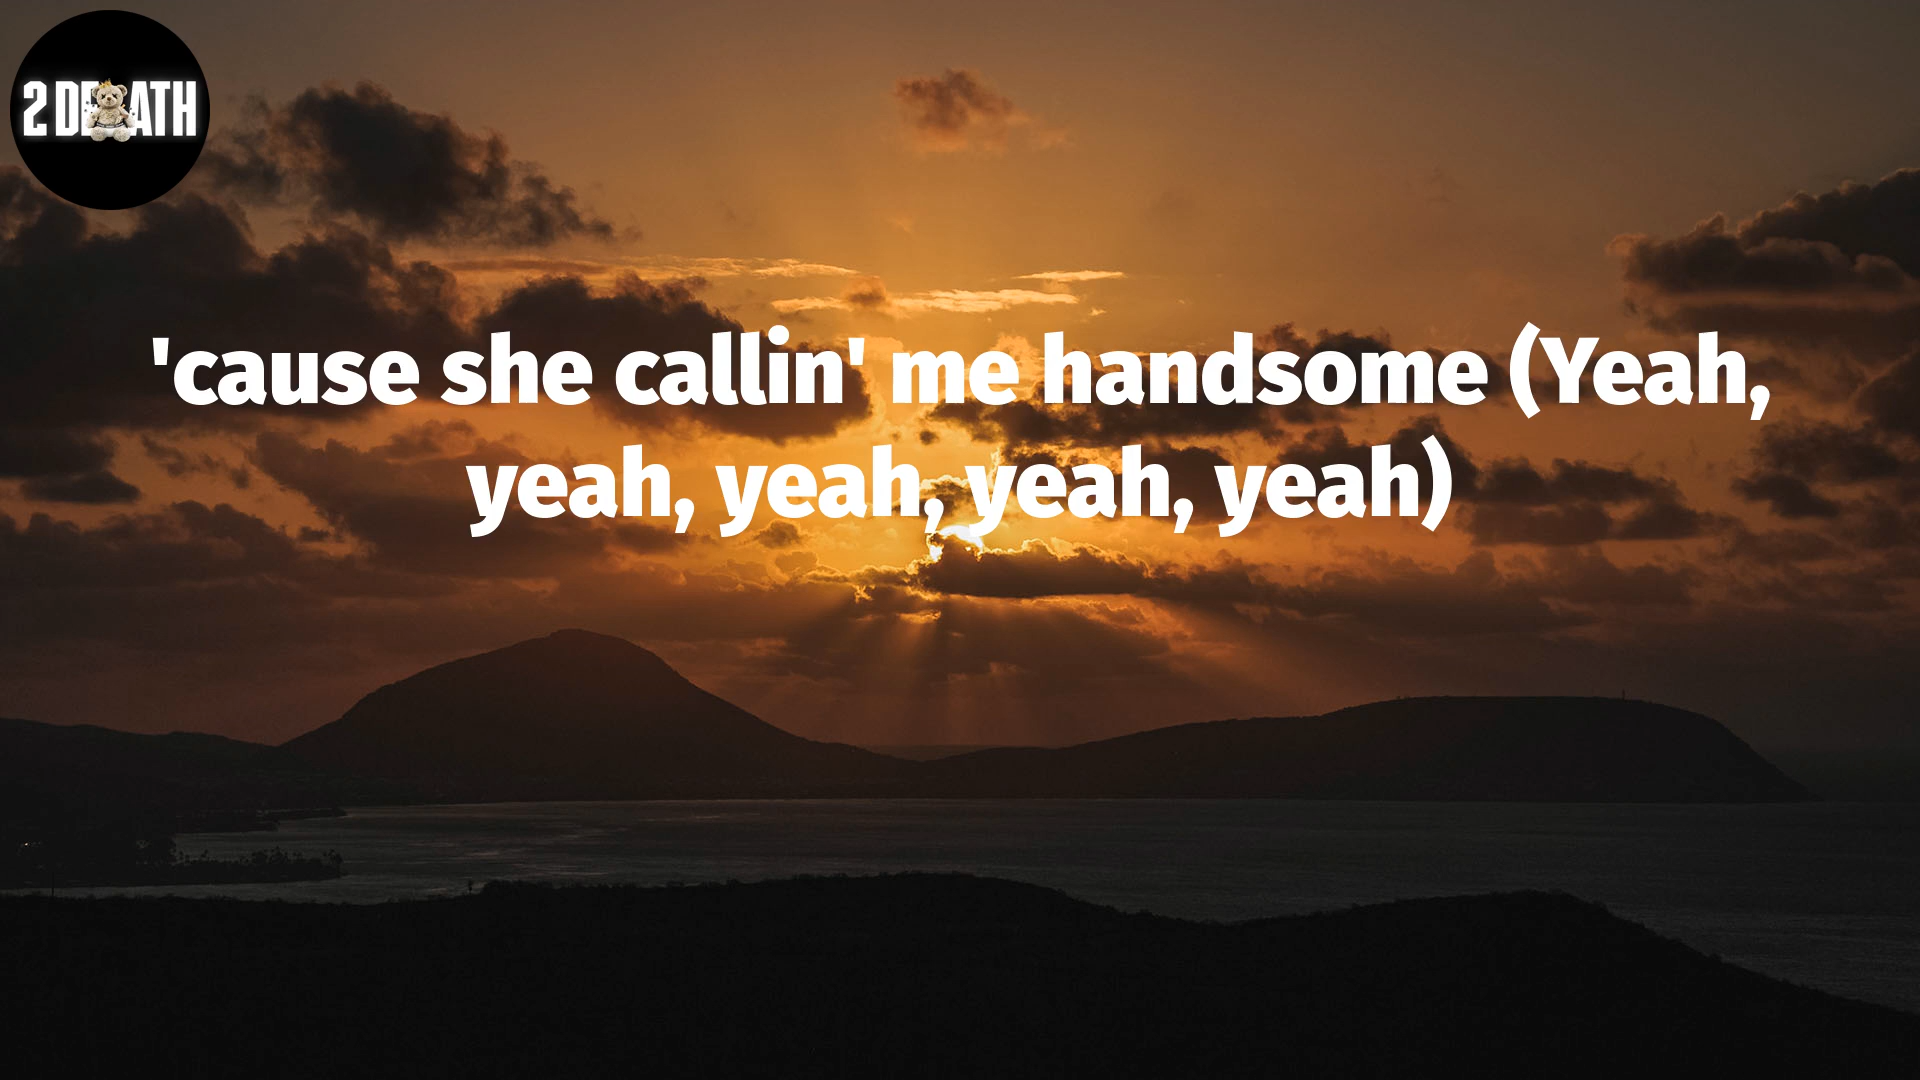 2 DEATH
'cause she callin' me handsome (Yeah,
yeah, yeah, yeah, yeah)